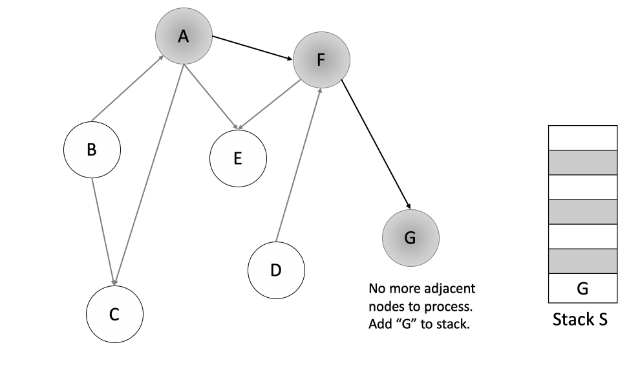 A
F
B
E
G
D
C
No more adjacent
nodes to process.
Add “G” to stack.
G
Stack S